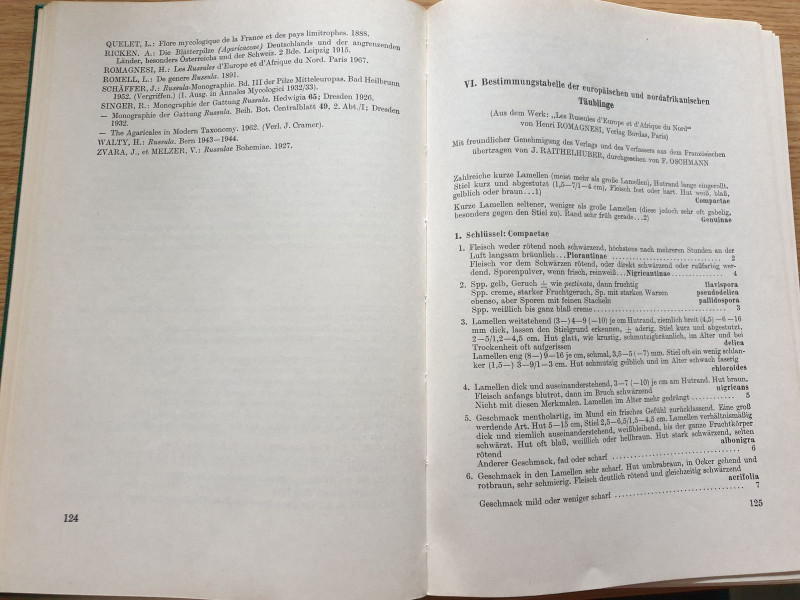 QUELET, L.: Flore mycologique de la France et des pays limitrophes. 1888.
RICKEN, A.: Die Blätterpilze (Agaricaceae) Deutschlands und der angrenzenden
Länder, besonders Österreichs und der Schweiz. 2 Bde. Leipzig 1915.
ROMAGNESI, H.: Les Russules d'Europe et d'Afrique du Nord. Paris 1967.
ROMELL, L.: De genere Russula. 1891.
SCHÄFFER, J.: Russula-Monographie. Bd. III der Pilze Mitteleuropas. Bad Heilbrunn
1952. (Vergriffen.) (I. Ausg. in Annales Mycologici 1932/33).
SINGER, R.: Monographie der Gattung Russula. Hedwigia 65; Dresden 1926.
— Monographie der Gattung Russula. Beih. Bot. Centralblatt 49, 2. Abt./I; Dresden
1932.
— The Agaricales in Modern Taxonomy. 1962. (Verl. J. Cramer).
WALTY, H.: Russula. Bern 1943—1944.
ZVARA, J., et MELZER, V.: Russulae Bohemiae. 1927.
124
VI. Bestimmungstabelle der europäischen und nordafrikanischen
Täublinge
(Aus dem Werk: „Les Russules d'Europe et d'Afrique du Nord“
von Henri ROMAGNESI, Verlag Bordas, Paris)
Mit freundlicher Genehmigung des Verlags und des Verfassers aus dem Französischen
übertragen von J. RAITHELHUBER, durchgesehen von F. OSCHMANN
Zahlreiche kurze Lamellen (meist mehr als große Lamellen), Hutrand lange eingerollt,
Stiel kurz und abgestutzt (1,5—7/1—4 cm), Fleisch fest oder hart. Hut weiß, blaß,
gelblich oder braun...1) Compactae
Kurze Lamellen seltener, weniger als große Lamellen (diese jedoch sehr oft gabelig,
besonders gegen den Stiel zu). Rand sehr früh gerade...2) Genuinae
1. Schlüssel: Compactae
1. Fleisch weder rötend noch schwärzend, höchstens nach mehreren Stunden an der
Luft langsam bräunlich...Plorantinae ........ 2
Fleisch vor dem Schwärzen rötend, oder direkt schwärzend oder rußfarbig wer-
dend. Sporenpulver, wenn frisch, reinweiß...Nigricantinae ........ 4
2. Spp. gelb, Geruch ± wie pectinata, dann fruchtig flavispora
Spp. creme, starker Fruchtgeruch, Sp. mit starken Warzen pseudodelica
ebenso, aber Sporen mit feinen Stacheln pallidospora
Spp. weißlich bis ganz blaß creme ........ 3
3. Lamellen weitstehend (3—) 4—9 (—10) je cm Hutrand, ziemlich breit (4,5) —6 —16
mm dick, lassen den Stielgrund erkennen, ± aderig. Stiel kurz und abgestutzt,
2—5/1,2—4,5 cm. Hut glatt, wie krustig, schmutzigbräunlich, im Alter und bei
Trockenheit oft aufgerissen delica
Lamellen eng (8—) 9—16 je cm, schmal, 3,5—5 (—7) mm. Stiel oft ein wenig schlan-
ker (1,5—) 3—9/1—3 cm. Hut schmutzig gelblich und im Alter schwach faserig
chloroides
4. Lamellen dick und auseinanderstehend, 3—7 (—10) je cm am Hutrand. Hut braun.
Fleisch anfangs blutrot, dann im Bruch schwärzend nigricans
Nicht mit diesen Merkmalen. Lamellen im Alter mehr gedrängt ........ 5
5. Geschmack mentholartig, im Mund ein frisches Gefühl zurücklassend. Eine groß
werdende Art. Hut 5—15 cm, Stiel 2,5—6,5/1,5—4,5 cm. Lamellen verhältnismäßig
dick und ziemlich auseinanderstehend, weißbleibend, bis der ganze Fruchtkörper
schwärzt. Hut oft blaß, weißlich oder hellbraun. Hut stark schwärzend, selten
rötend albonigra
Anderer Geschmack, fad oder scharf ........ 6
6. Geschmack in den Lamellen sehr scharf. Hut umbrabraun, in Ocker gehend und
rotbraun, sehr schmierig. Fleisch deutlich rötend und gleichzeitig schwärzend
acrifolia
Geschmack mild oder weniger scharf ........ 7
125